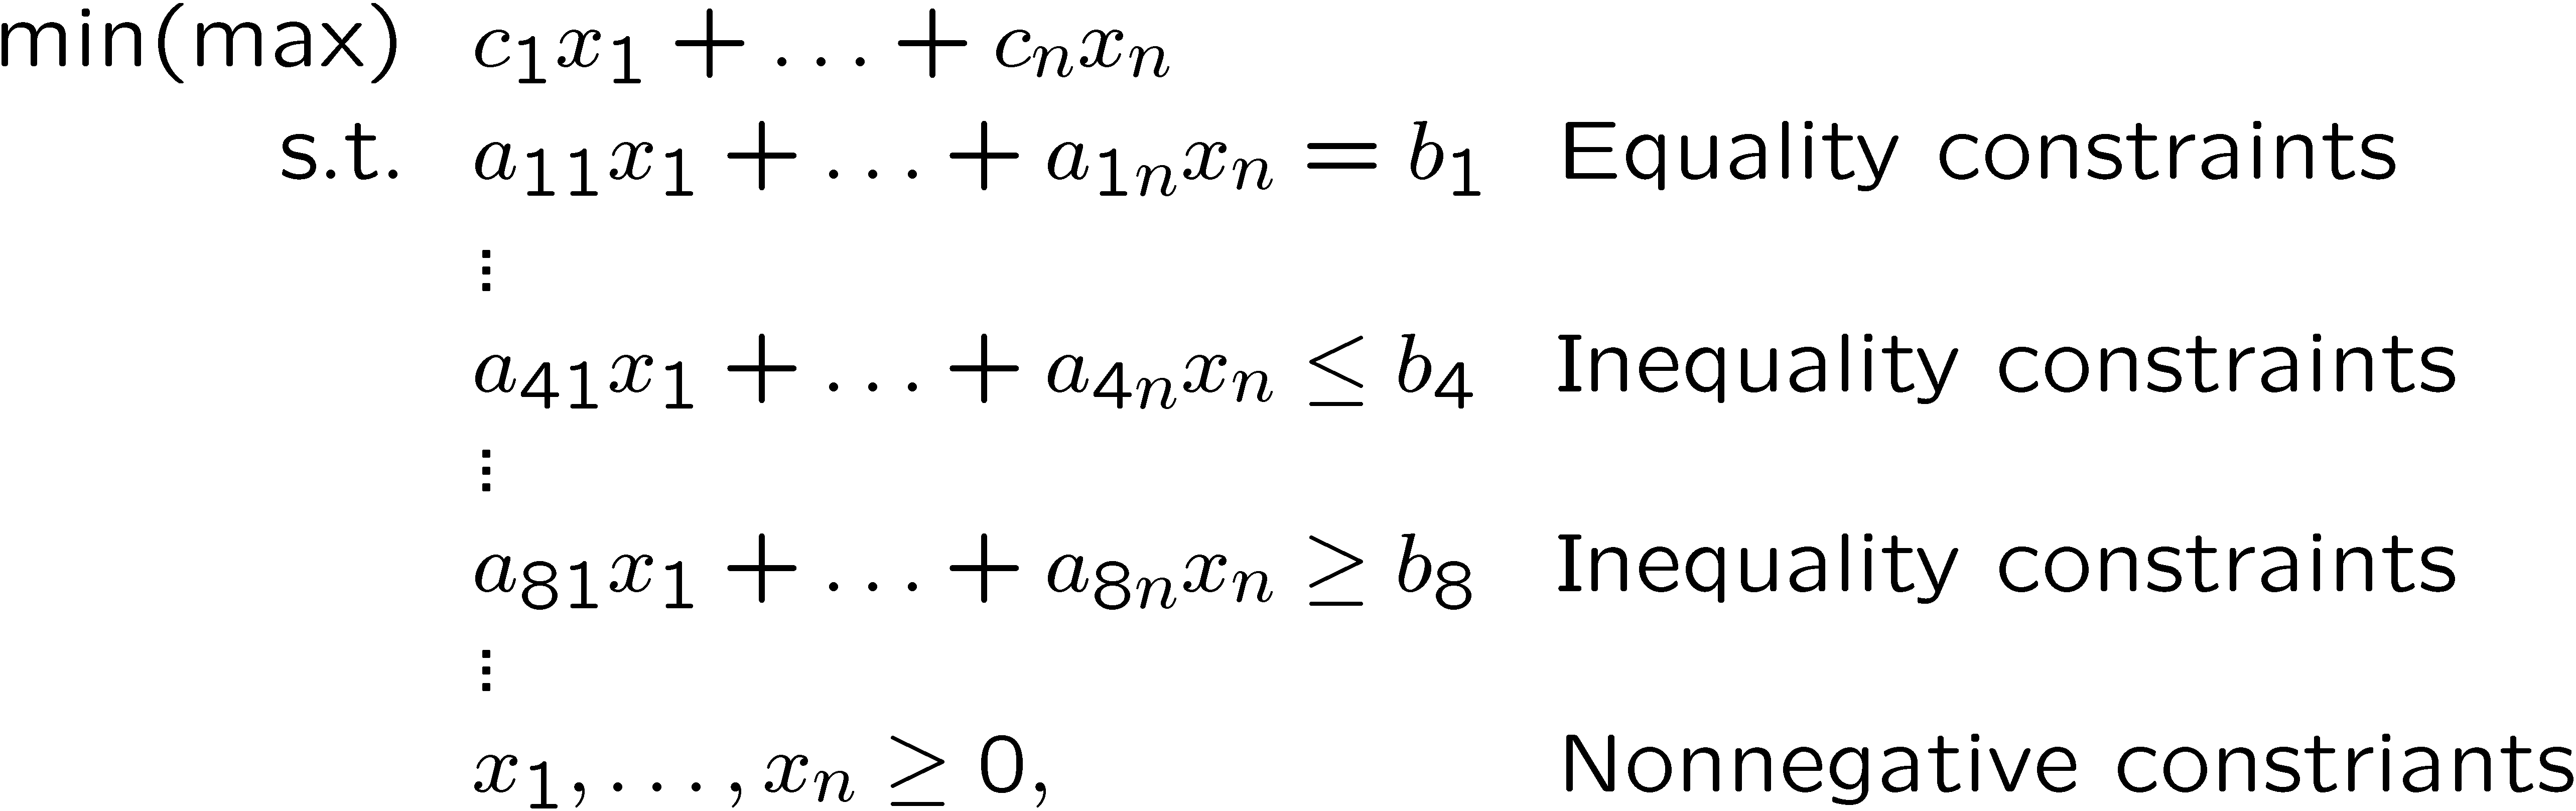 min(max) c₁x₁ + … + cₙxₙ
s.t. a₁₁x₁ + … + a₁ₙxₙ = b₁ Equality constraints
⋮
a₄₁x₁ + … + a₄ₙxₙ ≤ b₄ Inequality constraints
⋮
a₈₁x₁ + … + a₈ₙxₙ ≥ b₈ Inequality constraints
⋮
x₁, … , xₙ ≥ 0, Nonnegative constriants